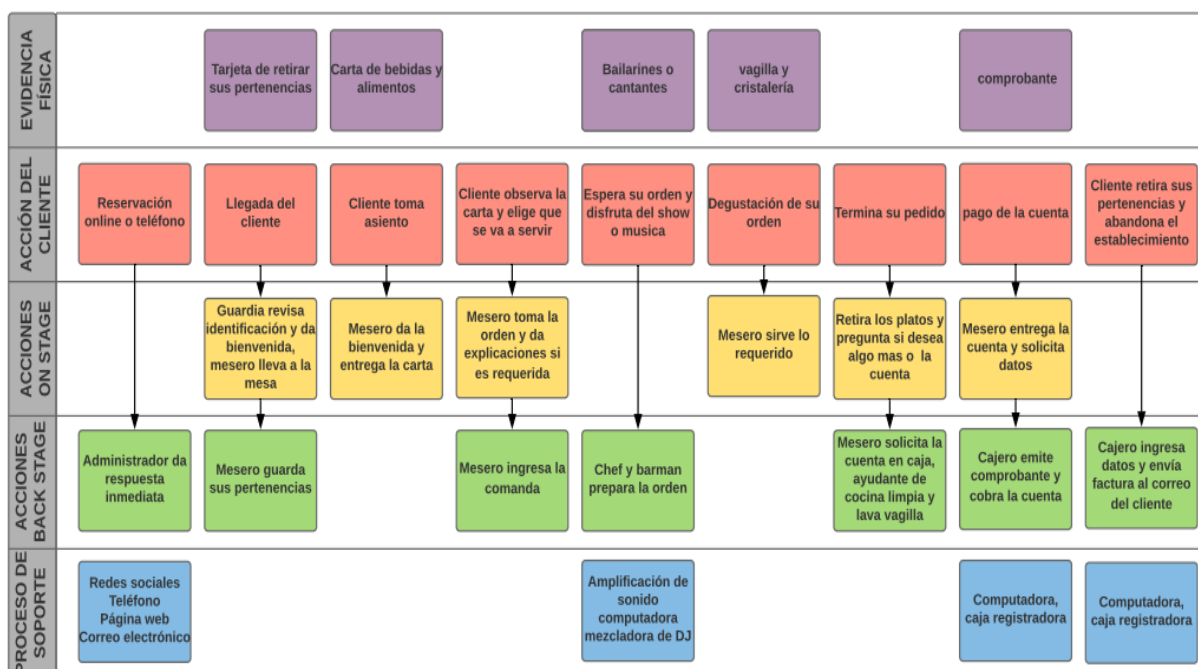 EVIDENCIA
FÍSICA
Tarjeta de retirar
sus pertenencias
Carta de bebidas y
alimentos
Bailarines o
cantantes
vagilla y
cristalería
comprobante
ACCIÓN DEL
CLIENTE
Reservación
online o teléfono
Llegada del
cliente
Cliente toma
asiento
Cliente observa la
carta y elige que
se va a servir
Espera su orden y
disfruta del show
o musica
Degustación de su
orden
Termina su pedido
pago de la cuenta
Cliente retira sus
pertenencias y
abandona el
establecimiento
ACCIONES
ON STAGE
Guardia revisa
identificación y da
bienvenida,
mesero lleva a la
mesa
Mesero da la
bienvenida y
entrega la carta
Mesero toma la
orden y da
explicaciones si
es requerida
Mesero sirve lo
requerido
Retira los platos y
pregunta si desea
algo mas o la
cuenta
Mesero entrega la
cuenta y solicita
datos
ACCIONES
BACK STAGE
Administrador da
respuesta
inmediata
Mesero guarda
sus pertenencias
Mesero ingresa la
comanda
Chef y barman
prepara la orden
Mesero solicita la
cuenta en caja,
ayudante de
cocina limpia y
lava vagilla
Cajero emite
comprobante y
cobra la cuenta
Cajero ingresa
datos y envía
factura al correo
del cliente
PROCESO DE
SOPORTE
Redes sociales
Teléfono
Página web
Correo electrónico
Amplificación de
sonido
computadora
mezcladora de DJ
Computadora,
caja registradora
Computadora,
caja registradora